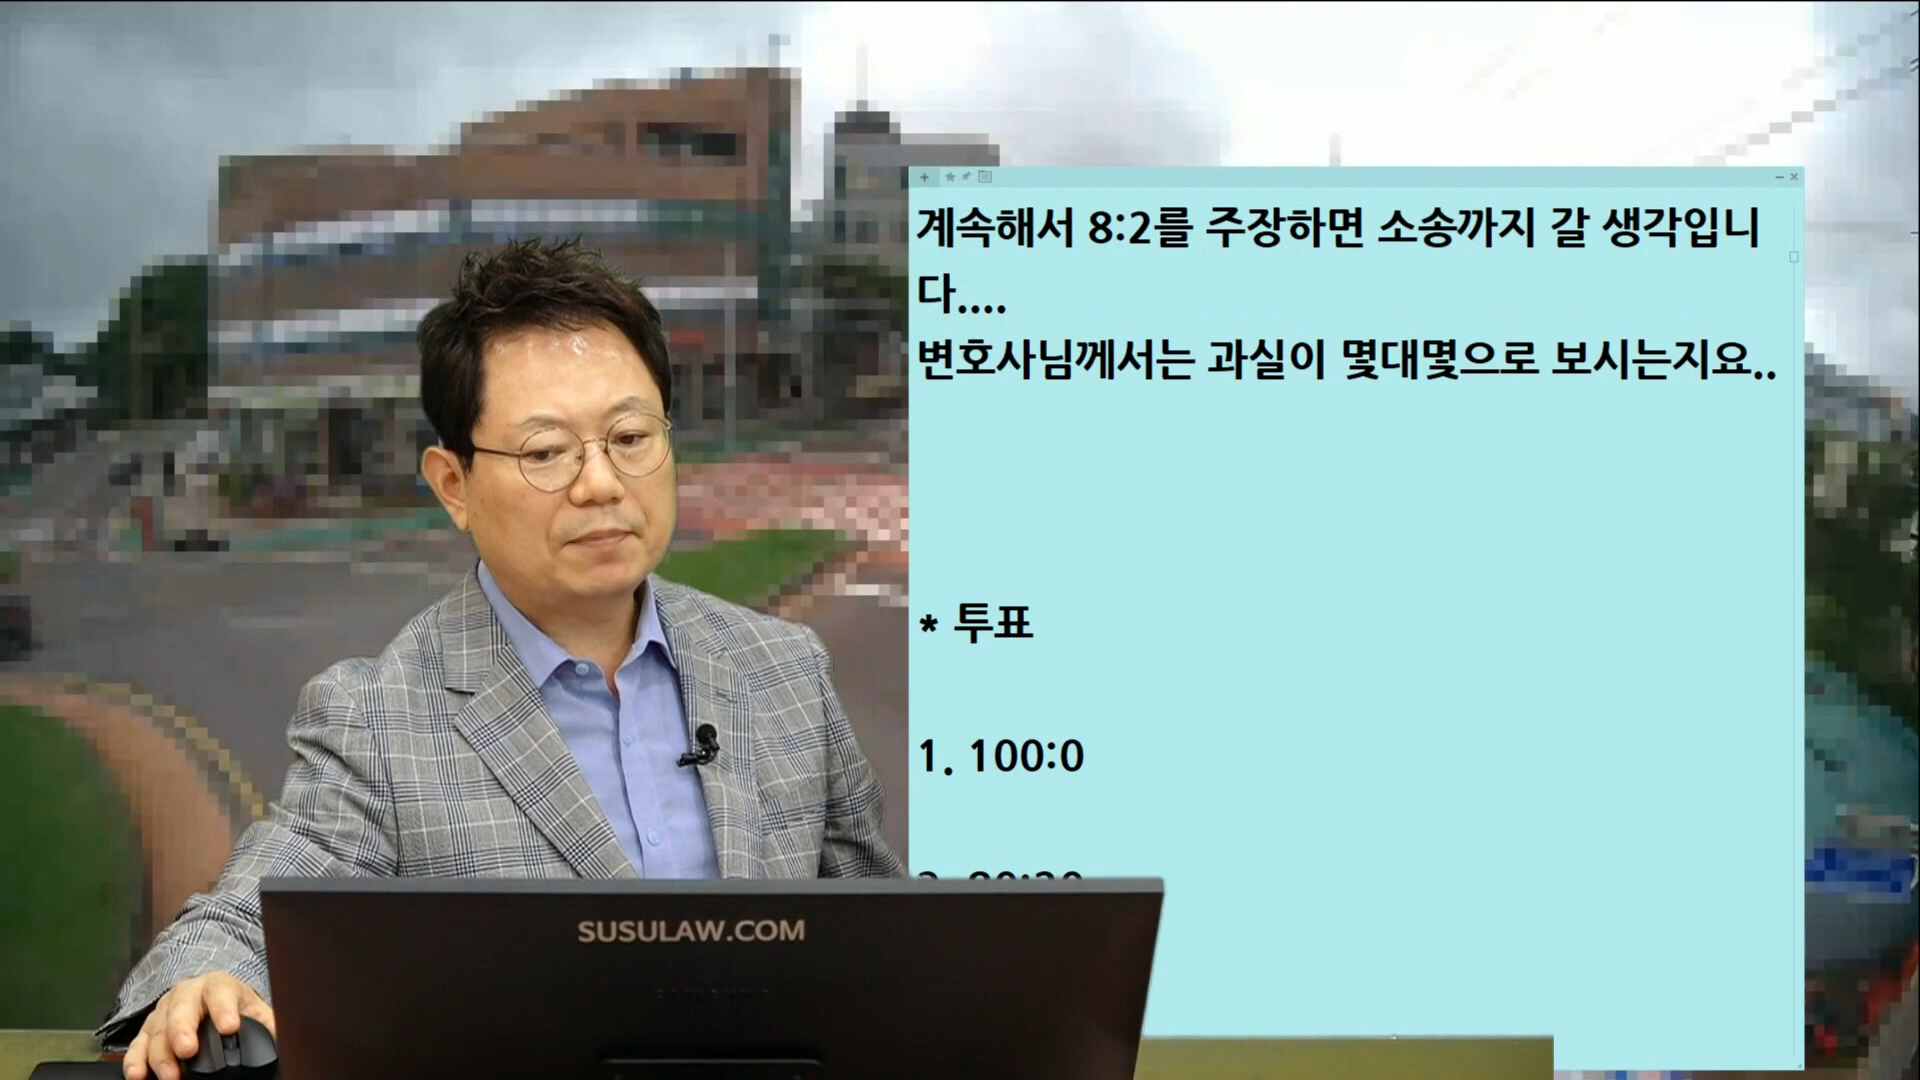 계속해서 8:2를 주장하면 소송까지 갈 생각입니
다....
변호사님께서는 과실이 몇대몇으로 보시는지요..
* 투표
1. 100:0
SUSULAW.COM